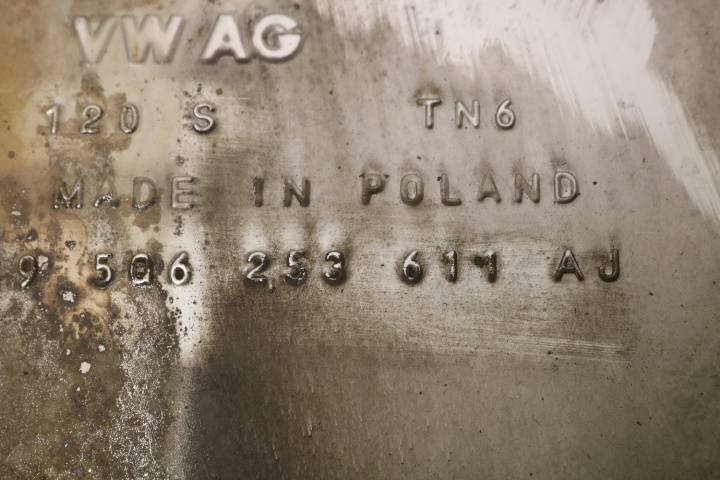 VW AG
120 S TN6
MADE IN POLAND
9 506 253 611 AJ